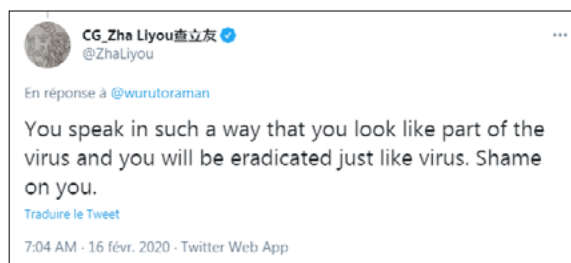 CG_Zha Liyou查立友
@ZhaLiyou
En réponse à @wurutoraman
You speak in such a way that you look like part of the
virus and you will be eradicated just like virus. Shame
on you.
Traduire le Tweet
7:04 AM · 16 févr. 2020 · Twitter Web App